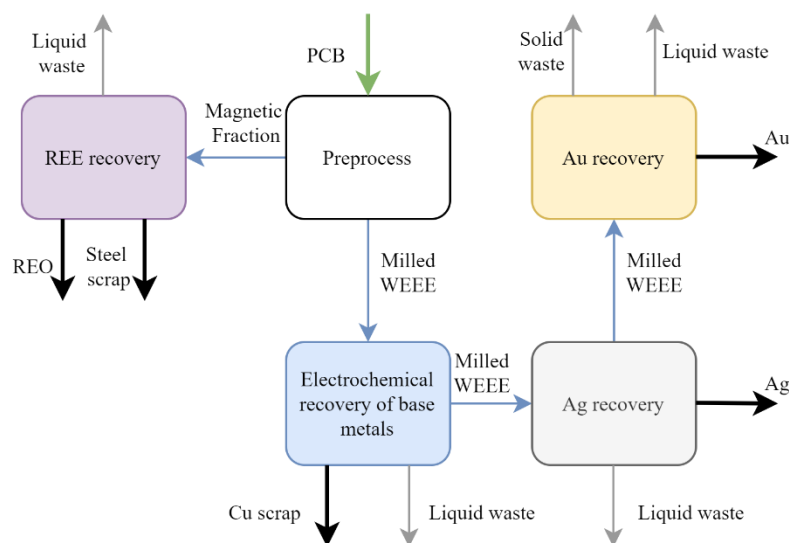 Liquid
waste
PCB
Solid
waste
Liquid waste
Magnetic
Fraction
REE recovery
Preprocess
Au recovery
Au
REO
Steel
scrap
Milled
WEEE
Milled
WEEE
Electrochemical
recovery of base
metals
Milled
WEEE
Ag recovery
Ag
Cu scrap
Liquid waste
Liquid waste